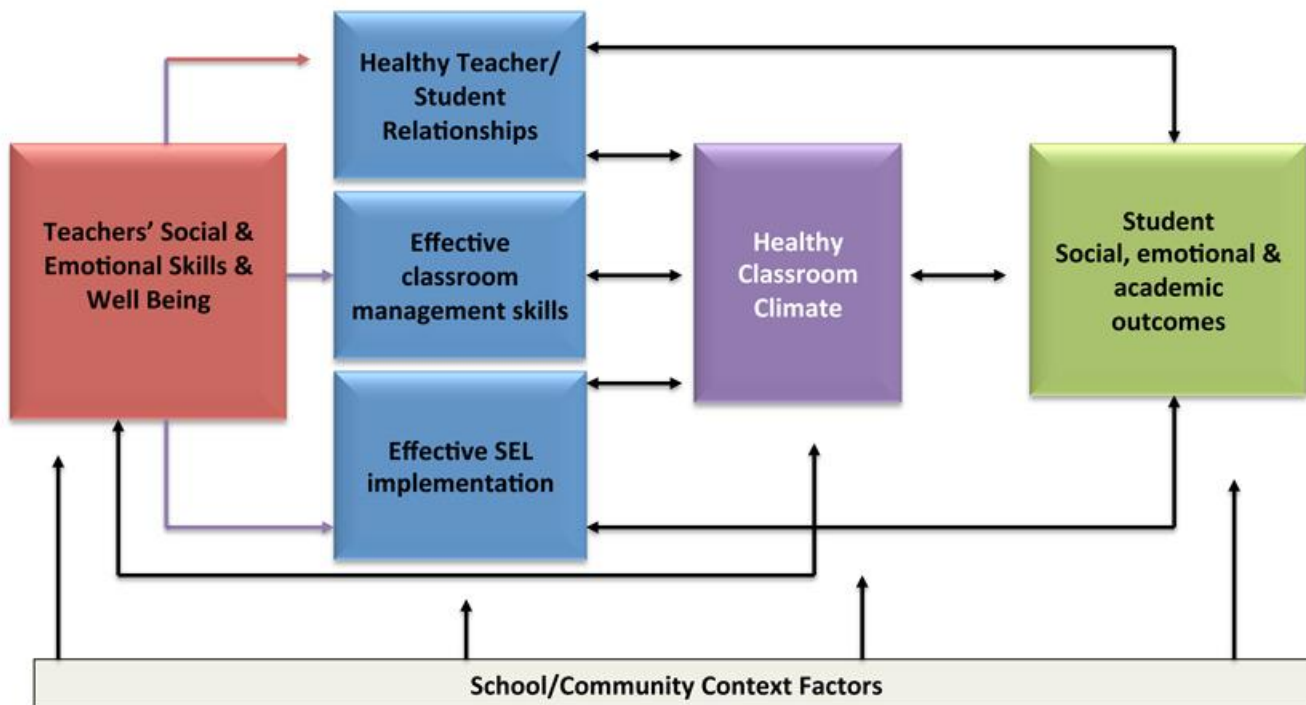 Healthy Teacher/
Student
Relationships
Teachers’ Social &
Emotional Skills &
Well Being
Effective
classroom
management skills
Healthy
Classroom
Climate
Student
Social, emotional &
academic
outcomes
Effective SEL
implementation
School/Community Context Factors